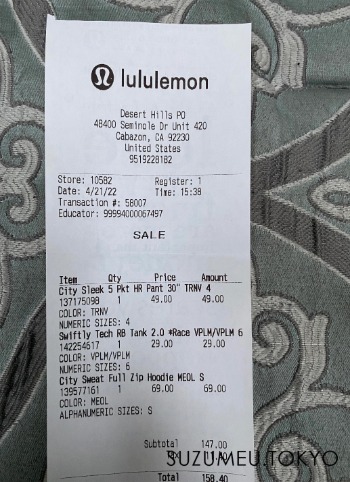 lululemon
Desert Hills PO
48400 Seminole Dr Unit 420
Cabazon, CA 92230
United States
9519228182
Store: 10582 Register: 1
Date: 4/21/22 Time: 15:38
Transaction #: 58007
Educator: 99994000067497
SALE
Item Qty Price Amount
City Sleek 5 Pkt HR Pant 30" TRNV 4
137175098 1 49.00 49.00
COLOR: TRNV
NUMERIC SIZES: 4
Swiftly Tech RB Tank 2.0 *Race VPLM/VPLM 6
142254617 1 29.00 29.00
COLOR: VPLM/VPLM
NUMERIC SIZES: 6
City Sweat Full Zip Hoodie MEOL S
139577161 1 69.00 69.00
COLOR: MEOL
ALPHANUMERIC SIZES: S
Subtotal 147.00
SUZUMEU.TOKYO
Total 158.40